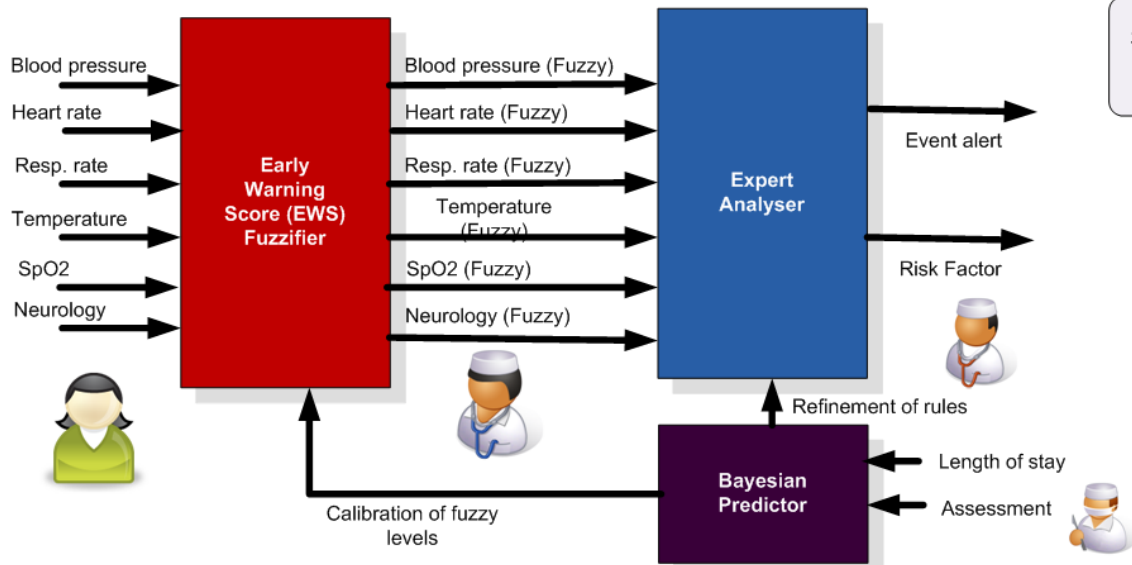 Blood pressure
Heart rate
Resp. rate
Temperature
SpO2
Neurology
Early
Warning
Score (EWS)
Fuzzifier
Blood pressure (Fuzzy)
Heart rate (Fuzzy)
Resp. rate (Fuzzy)
Temperature
(Fuzzy)
SpO2 (Fuzzy)
Neurology (Fuzzy)
Expert
Analyser
Event alert
Risk Factor
Refinement of rules
Bayesian
Predictor
Length of stay
Assessment
Calibration of fuzzy
levels